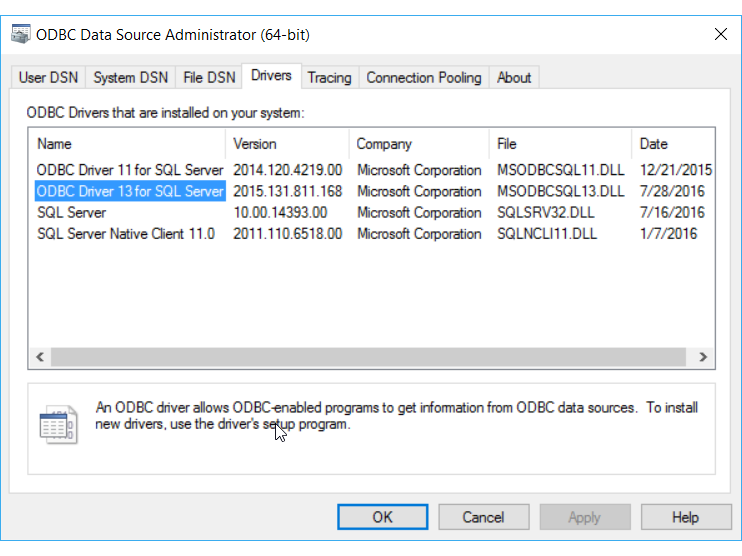 ODBC Data Source Administrator (64-bit)
User DSN System DSN File DSN Drivers Tracing Connection Pooling About
ODBC Drivers that are installed on your system:
Name Version Company File Date
ODBC Driver 11 for SQL Server 2014.120.4219.00 Microsoft Corporation MSODBCSQL11.DLL 12/21/2015
ODBC Driver 13 for SQL Server 2015.131.811.168 Microsoft Corporation MSODBCSQL13.DLL 7/28/2016
SQL Server 10.00.14393.00 Microsoft Corporation SQLSRV32.DLL 7/16/2016
SQL Server Native Client 11.0 2011.110.6518.00 Microsoft Corporation SQLNCLI11.DLL 1/7/2016
An ODBC driver allows ODBC-enabled programs to get information from ODBC data sources. To install
new drivers, use the driver's setup program.
OK Cancel Apply Help